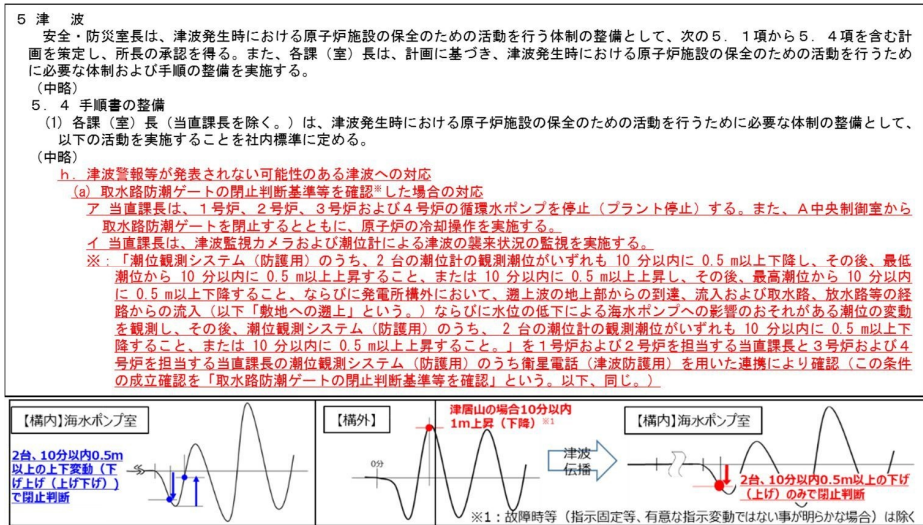 5 津　波
安全・防災室長は、津波発生時における原子炉施設の保全のための活動を行う体制の整備として、次の5．1項から5．4項を含む計
画を策定し、所長の承認を得る。また、各課（室）長は、計画に基づき、津波発生時における原子炉施設の保全のための活動を行うため
に必要な体制および手順の整備を実施する。
（中略）
5．4 手順書の整備
(1) 各課（室）長（当直課長を除く。）は、津波発生時における原子炉施設の保全のための活動を行うために必要な体制の整備として、
以下の活動を実施することを社内標準に定める。
（中略）
h．津波警報等が発表されない可能性のある津波への対応
(a) 取水路防潮ゲートの閉止判断基準等を確認※した場合の対応
ア 当直課長は、1号炉、2号炉、3号炉および4号炉の循環水ポンプを停止（プラント停止）する。また、A中央制御室から
取水路防潮ゲートを閉止するとともに、原子炉の冷却操作を実施する。
イ 当直課長は、津波監視カメラおよび潮位計による津波の襲来状況の監視を実施する。
※：「潮位観測システム（防護用）のうち、2 台の潮位計の観測潮位がいずれも 10 分以内に 0.5 m以上下降し、その後、最低
潮位から 10 分以内に 0.5 m以上上昇すること、または 10 分以内に 0.5 m以上上昇し、その後、最高潮位から 10 分以内
に 0.5 m以上下降すること、ならびに発電所構外において、遡上波の地上部からの到達、流入および取水路、放水路等の経
路からの流入（以下「敷地への遡上」という。）ならびに水位の低下による海水ポンプへの影響のおそれがある潮位の変動
を観測し、その後、潮位観測システム（防護用）のうち、2 台の潮位計の観測潮位がいずれも 10 分以内に 0.5 m以上下
降すること、または 10 分以内に 0.5 m以上上昇すること。」を1号炉および2号炉を担当する当直課長と3号炉および4
号炉を担当する当直課長の潮位観測システム（防護用）のうち衛星電話（津波防護用）を用いた連携により確認（この条件
の成立確認を「取水路防潮ゲートの閉止判断基準等を確認」という。以下、同じ。）
【構内】海水ポンプ室
2台、10分以内0.5m
以上の上下変動（下
げ上げ（上げ下げ））
で閉止判断
【構外】
津居山の場合10分以内
1m上昇（下降）※1
0分
津波
伝播
【構内】海水ポンプ室
2台、10分以内0.5m以上の下げ
（上げ）のみで閉止判断
※1：故障時等（指示固定等、有意な指示変動ではない事が明らかな場合）は除く